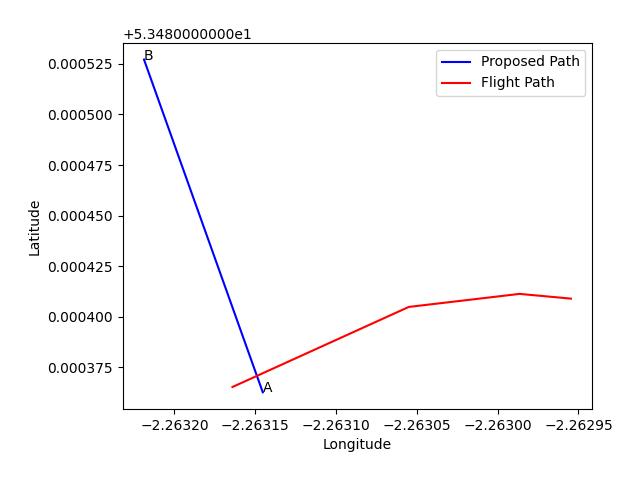 +5.3480000000e1
B
Proposed Path
Flight Path
0.000525
0.000500
0.000475
0.000450
0.000425
0.000400
0.000375
Latitude
A
−2.26320 −2.26315 −2.26310 −2.26305 −2.26300 −2.26295
Longitude